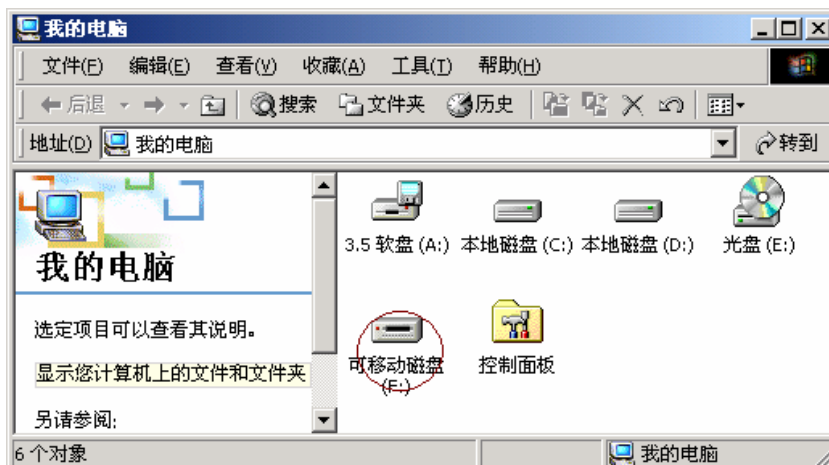 我的电脑
文件(F) 编辑(E) 查看(V) 收藏(A) 工具(T) 帮助(H)
后退 搜索 文件夹 历史
地址(D) 我的电脑 转到
3.5 软盘 (A:) 本地磁盘 (C:) 本地磁盘 (D:) 光盘 (E:)
我的电脑
选定项目可以查看其说明。
可移动磁盘 控制面板
(F:)
显示您计算机上的文件和文件夹
另请参阅:
6 个对象 我的电脑